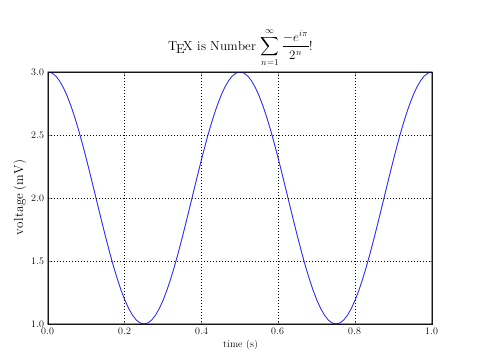 TEX is Number ∑_{n=1}^{∞} \frac{-e^{iπ}}{2^n}!
3.0
2.5
2.0
1.5
1.0
voltage (mV)
0.0 0.2 0.4 0.6 0.8 1.0
time (s)